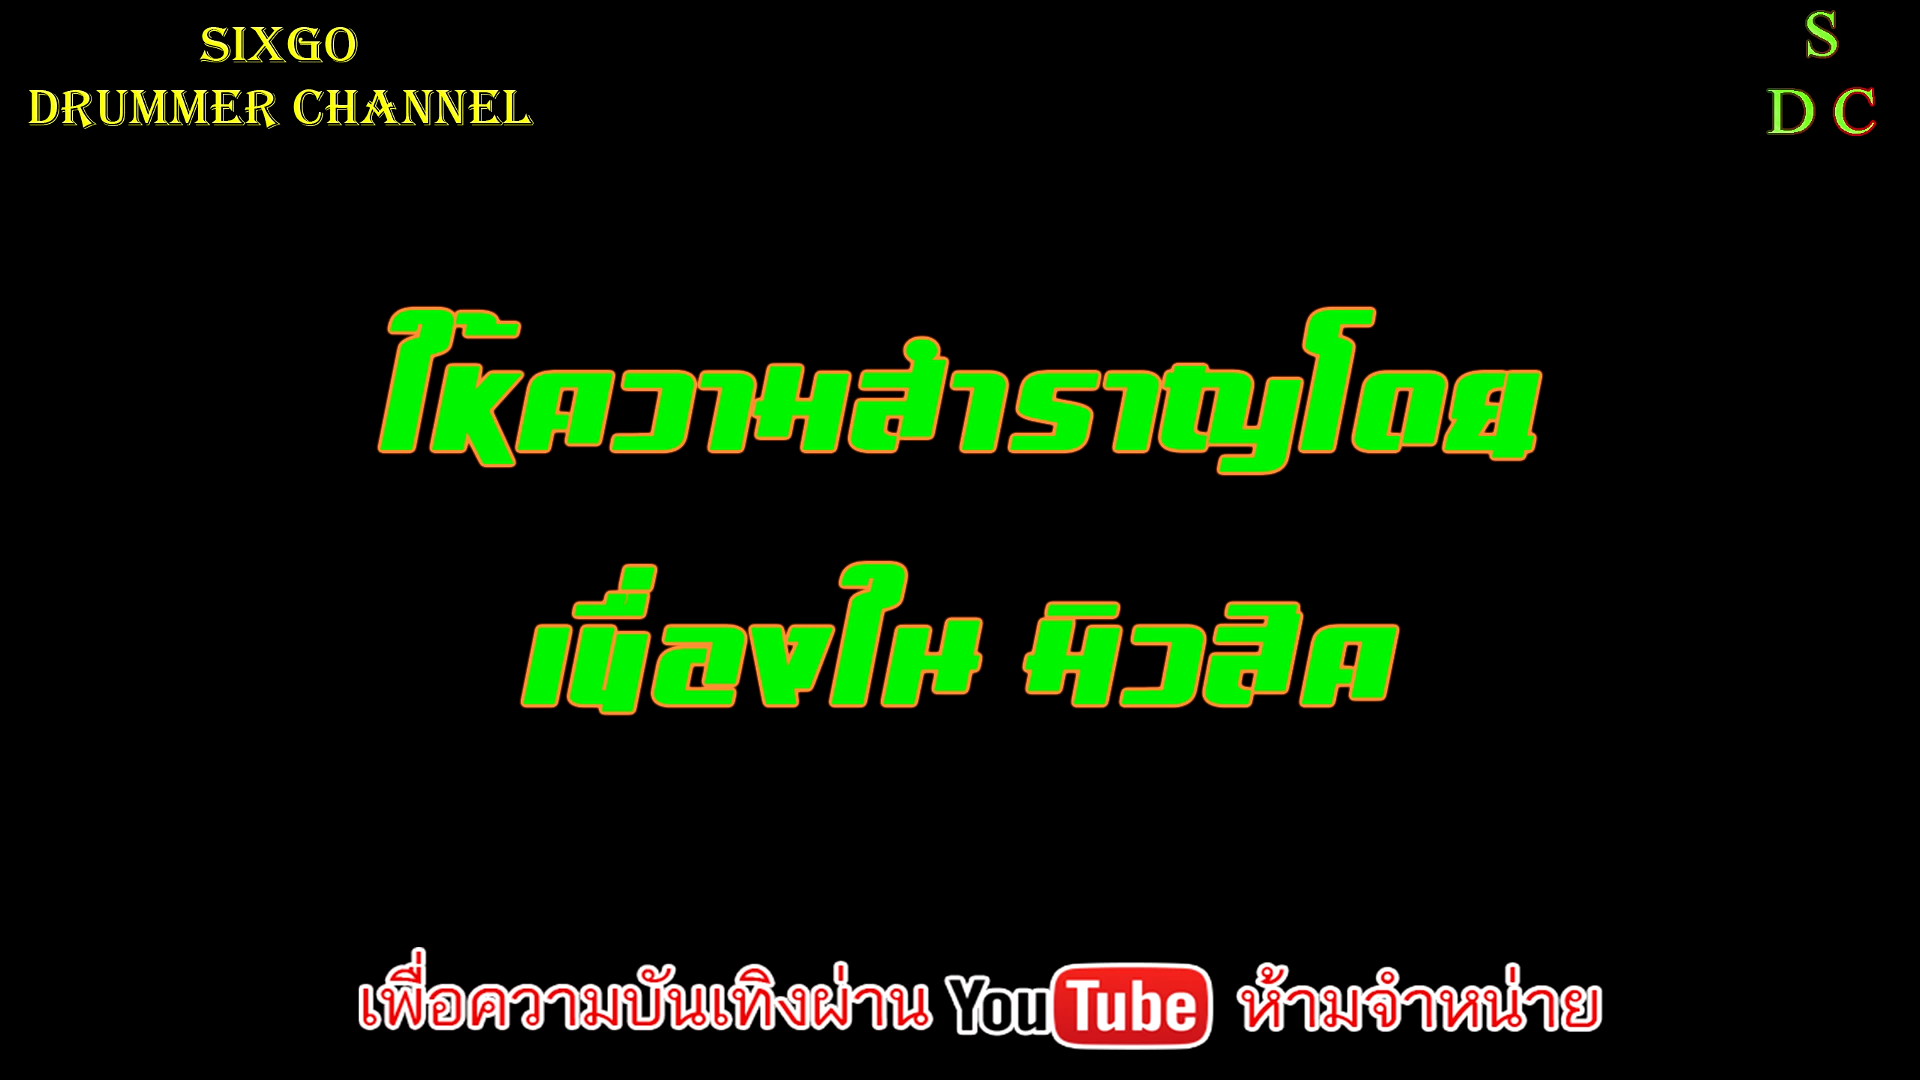 SIXGO
DRUMMER CHANNEL
S
D C
ให้ความสำราญโดย
เนื่องใน มิวสิค
เพื่อความบันเทิงผ่าน YouTube ห้ามจำหน่าย